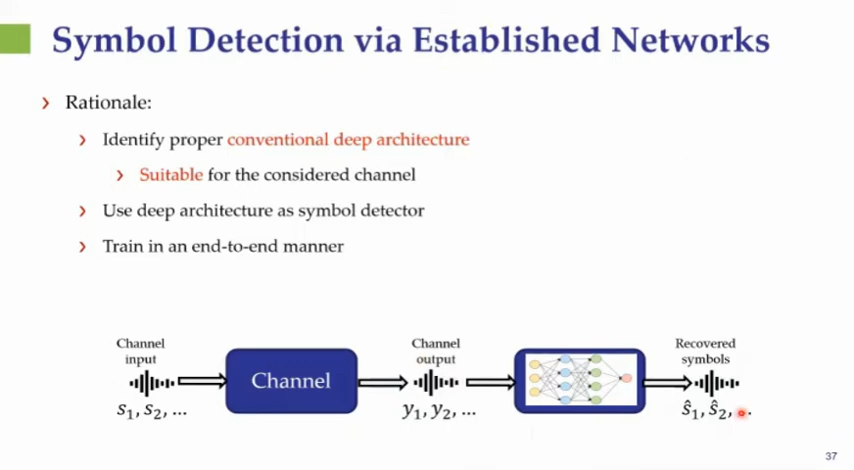 Symbol Detection via Established Networks
› Rationale:
› Identify proper conventional deep architecture
› Suitable for the considered channel
› Use deep architecture as symbol detector
› Train in an end-to-end manner
Channel
input
Channel
output
Recovered
symbols
Channel
s₁, s₂, ...
y₁, y₂, ...
ŝ₁, ŝ₂, ...
37